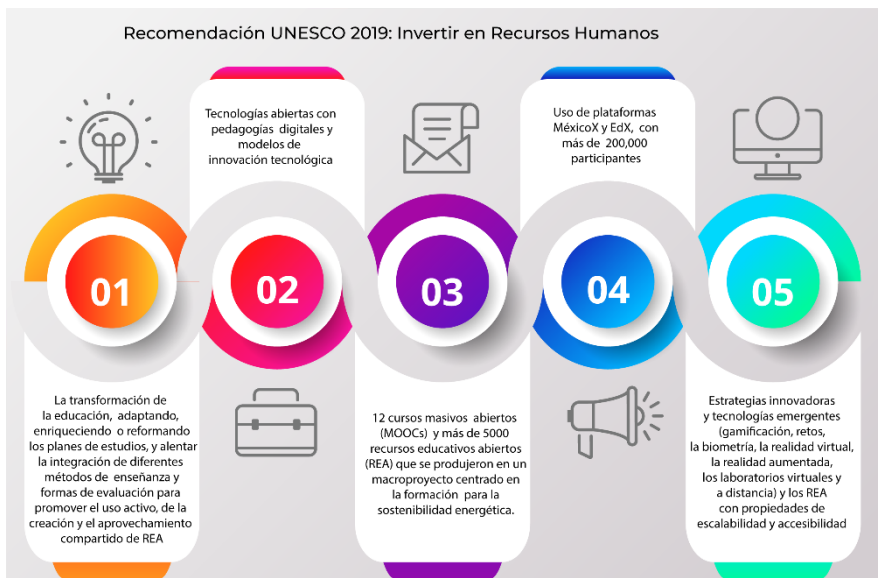 Recomendación UNESCO 2019: Invertir en Recursos Humanos
01
La transformación de
la educación, adaptando,
enriqueciendo o reformando
los planes de estudios, y alentar
la integración de diferentes
métodos de enseñanza y
formas de evaluación para
promover el uso activo, de la
creación y el aprovechamiento
compartido de REA
Tecnologías abiertas con
pedagogías digitales y
modelos de
innovación tecnológica
02
03
12 cursos masivos abiertos
(MOOCs) y más de 5000
recursos educativos abiertos
(REA) que se produjeron en un
macroproyecto centrado en
la formación para la
sostenibilidad energética.
Uso de plataformas
MéxicoX y EdX, con
más de 200,000
participantes
04
05
Estrategias innovadoras
y tecnologías emergentes
(gamificación, retos,
la biometría, la realidad virtual,
la realidad aumentada,
los laboratorios virtuales y
a distancia) y los REA
con propiedades de
escalabilidad y accesibilidad